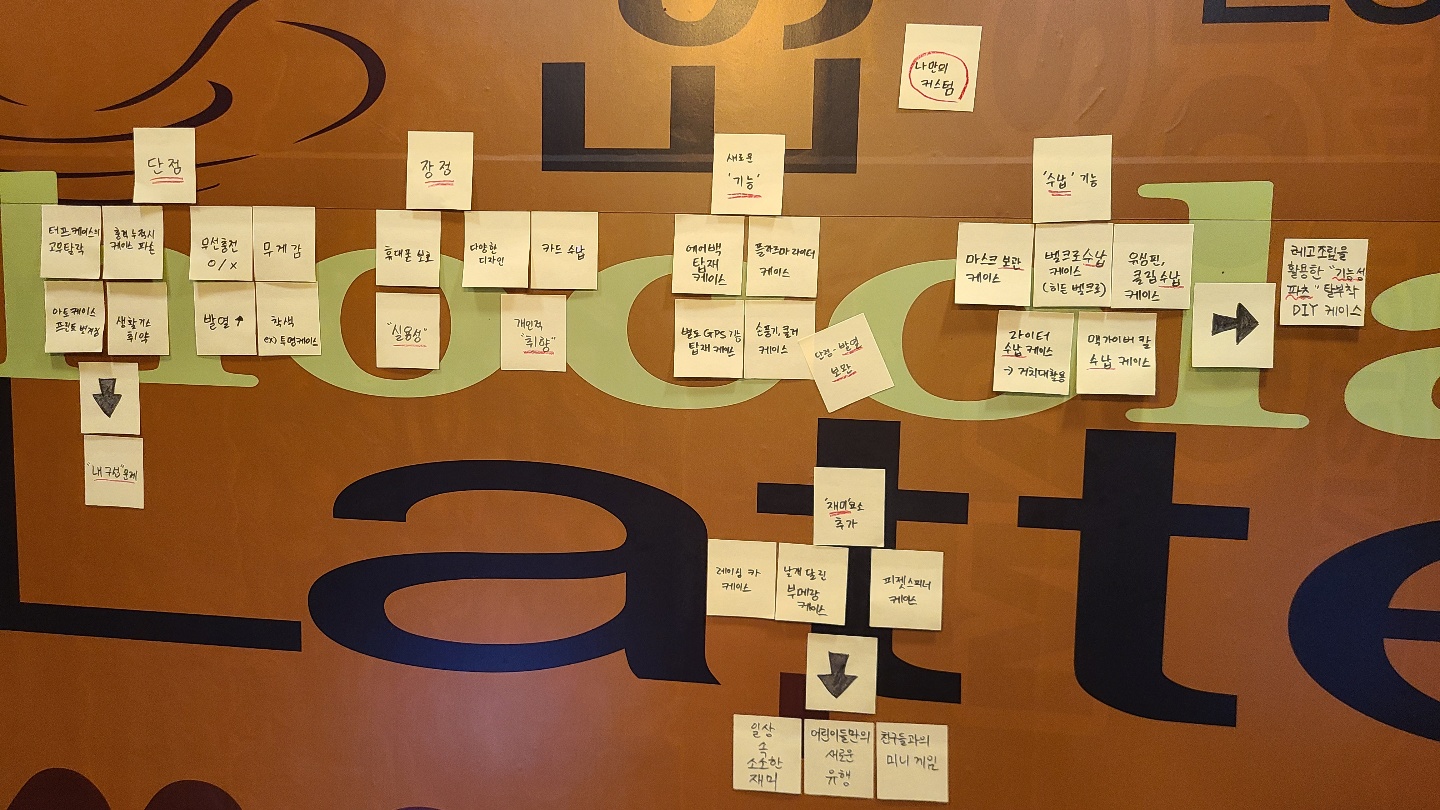 나만의
커스텀
단점
터프 케이스의
고무탈락
충격 누적시
케이스 파손
무선충전
O/X
무게감
아트케이스
프린트 벗겨짐
생활기스
취약
발열 ↑
착색
ex) 투명케이스
"내구성"문제
장점
휴대폰 보호
다양한
디자인
카드 수납
"실용성"
개인적
"취향"
새로운
'기능'
에어백
탑재
케이스
플라즈마 라이터
케이스
별도 GPS 기능
탑재 케이스
손풍기, 쿨러
케이스
단점-발열
보완
'수납' 기능
마스크 보관
케이스
벨크로수납
케이스
(히든 벨크로)
유심핀,
클립수납
케이스
라이터
수납 케이스
→ 거치대활용
맥가이버 칼
수납 케이스
레고조립을
활용한 "기능성
파츠" 탈부착
DIY 케이스
'재미'요소
추가
레이싱 카
케이스
날개 달린
부메랑
케이스
피젯스피너
케이스
일상
속
소소한
재미
어린이들만의
새로운
유행
친구들과의
미니 게임
Latte